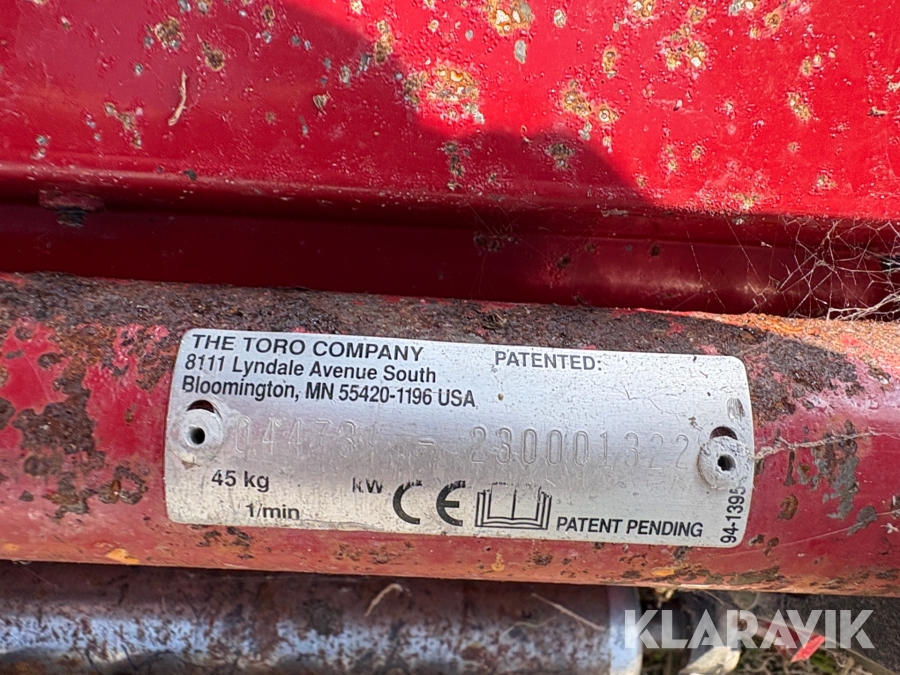 THE TORO COMPANY
8111 Lyndale Avenue South
Bloomington, MN 55420-1196 USA
PATENTED:
230001322
45 kg
kW
CE
1/min
PATENT PENDING
94-1395
KLARAVIK